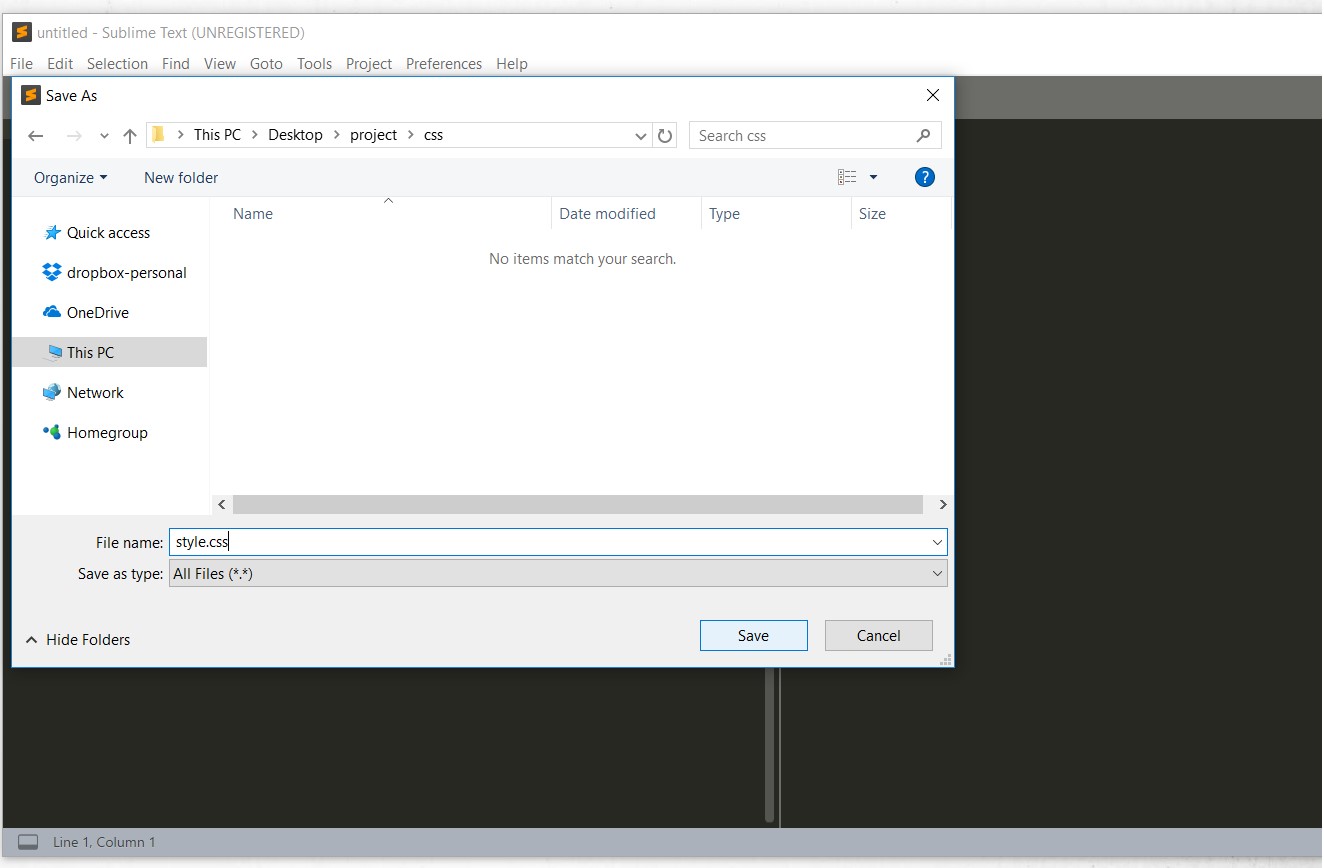 untitled - Sublime Text (UNREGISTERED)
File Edit Selection Find View Goto Tools Project Preferences Help
Save As
This PC > Desktop > project > css
Search css
Organize New folder
?
Name Date modified Type Size
No items match your search.
Quick access
dropbox-personal
OneDrive
This PC
Network
Homegroup
File name: style.css
Save as type: All Files (*.*)
Hide Folders
Save Cancel
Line 1, Column 1